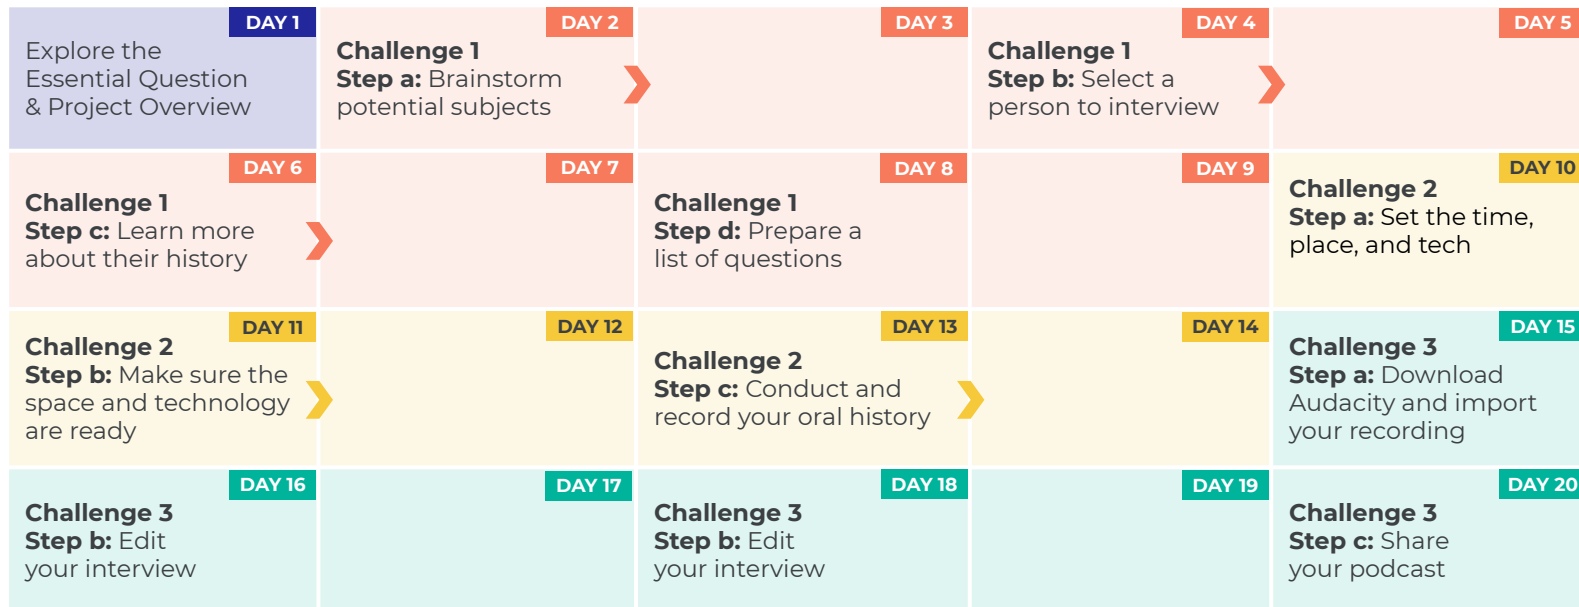 DAY 1
Explore the
Essential Question
& Project Overview
DAY 2
Challenge 1
Step a: Brainstorm
potential subjects
DAY 3
DAY 4
Challenge 1
Step b: Select a
person to interview
DAY 5
DAY 6
Challenge 1
Step c: Learn more
about their history
DAY 7
DAY 8
Challenge 1
Step d: Prepare a
list of questions
DAY 9
DAY 10
Challenge 2
Step a: Set the time,
place, and tech
DAY 11
Challenge 2
Step b: Make sure the
space and technology
are ready
DAY 12
DAY 13
Challenge 2
Step c: Conduct and
record your oral history
DAY 14
DAY 15
Challenge 3
Step a: Download
Audacity and import
your recording
DAY 16
Challenge 3
Step b: Edit
your interview
DAY 17
DAY 18
Challenge 3
Step b: Edit
your interview
DAY 19
DAY 20
Challenge 3
Step c: Share
your podcast